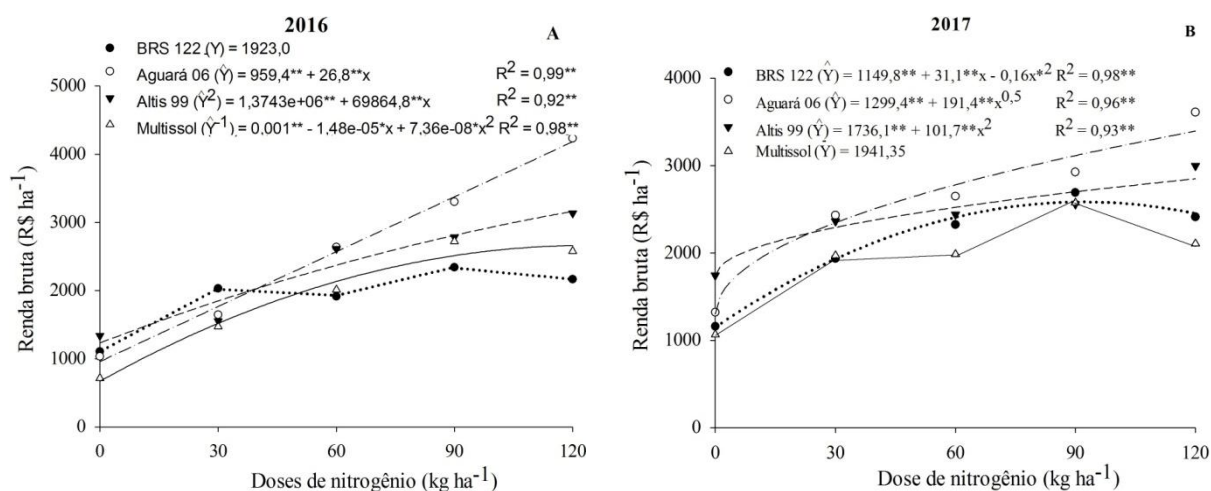 2016
A
BRS 122 (Y) = 1923,0
Aguará 06 (Ŷ) = 959,4** + 26,8**x R² = 0,99**
Altis 99 (Ŷ²) = 1,3743e+06** + 69864,8**x R² = 0,92**
Multissol (Ŷ⁻¹) = 0,001** - 1,48e-05*x + 7,36e-08*x² R² = 0,98**
Renda bruta (R$ ha⁻¹)
5000
4000
3000
2000
1000
0
0 30 60 90 120
Doses de nitrogênio (kg ha⁻¹)
2017
B
BRS 122 (Ŷ) = 1149,8** + 31,1**x - 0,16x*² R² = 0,98**
Aguará 06 (Ŷ) = 1299,4** + 191,4**x⁰,⁵ R² = 0,96**
Altis 99 (Ŷ) = 1736,1** + 101,7**x² R² = 0,93**
Multissol (Ȳ) = 1941,35
Renda bruta (R$ ha⁻¹)
4000
3000
2000
1000
0
0 30 60 90 120
Dose de nitrogênio (kg ha⁻¹)